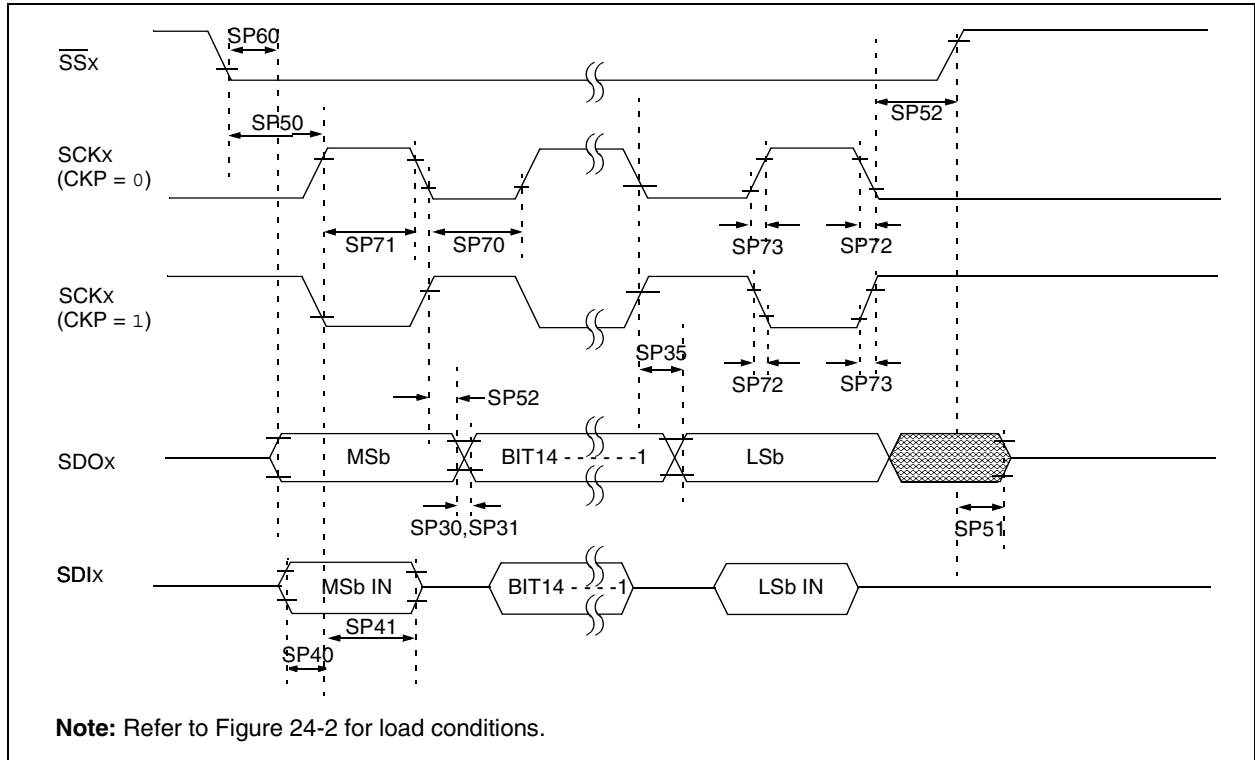 SP60
SSx
SP50
SP52
SCKx
(CKP = 0)
SP71
SP70
SP73
SP72
SCKx
(CKP = 1)
SP35
SP72
SP73
SP52
SDOx
MSb
BIT14 - - - - - -1
LSb
SP30,SP31
SP51
SDIx
MSb IN
BIT14 - - - -1
LSb IN
SP41
SP40
Note: Refer to Figure 24-2 for load conditions.